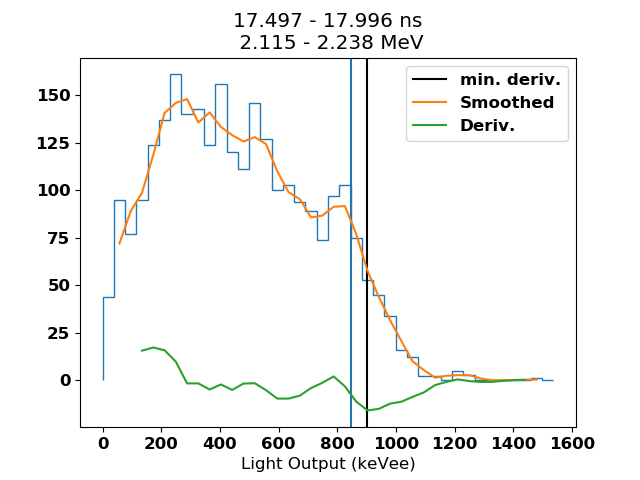 17.497 - 17.996 ns
2.115 - 2.238 MeV
min. deriv.
Smoothed
Deriv.
150
125
100
75
50
25
0
0 200 400 600 800 1000 1200 1400 1600
Light Output (keVee)